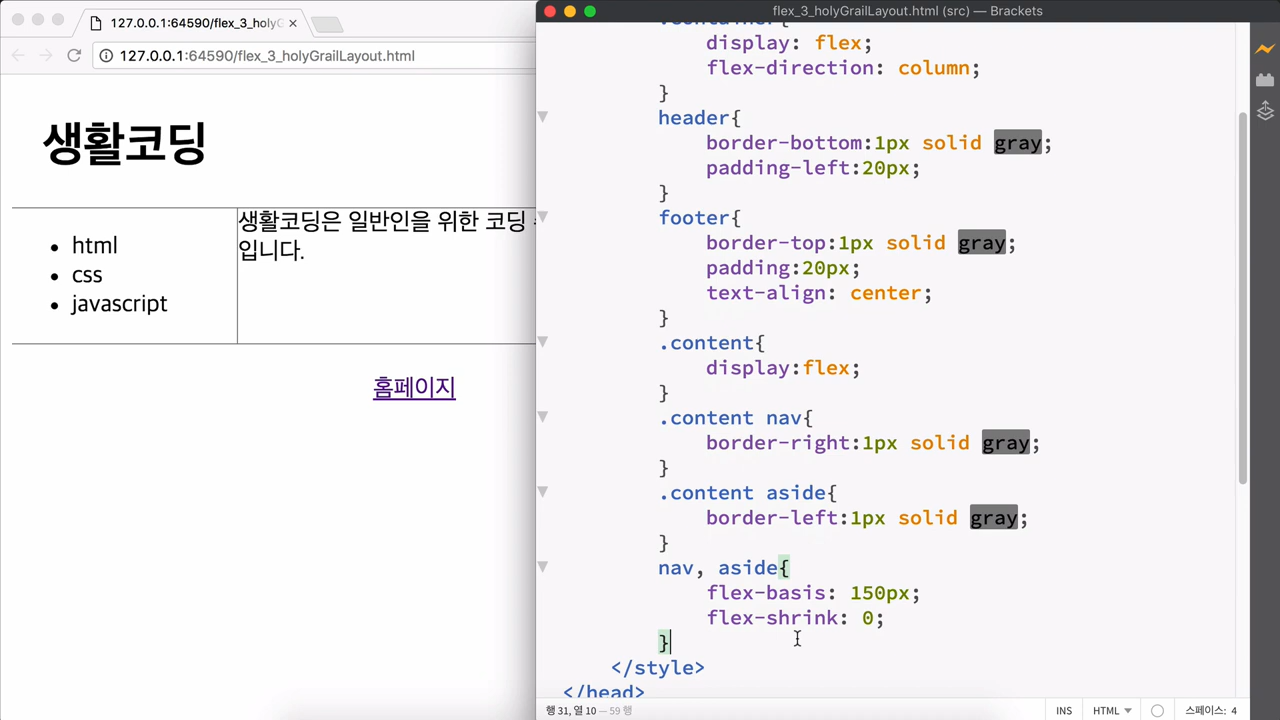 127.0.0.1:64590/flex_3_holyG
127.0.0.1:64590/flex_3_holyGrailLayout.html
생활코딩
html
css
javascript
생활코딩은 일반인을 위한 코딩
입니다.
홈페이지
flex_3_holyGrailLayout.html (src) — Brackets
.container{
display: flex;
flex-direction: column;
}
header{
border-bottom:1px solid gray;
padding-left:20px;
}
footer{
border-top:1px solid gray;
padding:20px;
text-align: center;
}
.content{
display:flex;
}
.content nav{
border-right:1px solid gray;
}
.content aside{
border-left:1px solid gray;
}
nav, aside{
flex-basis: 150px;
flex-shrink: 0;
}
</style>
</head>
행 31, 열 10 — 59 행
INS HTML 스페이스: 4